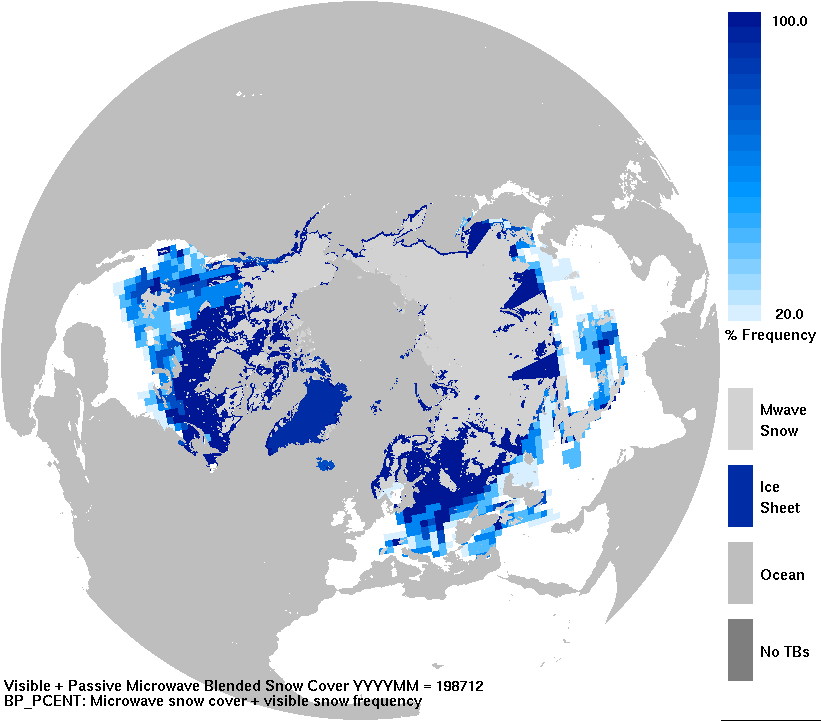 100.0
20.0
% Frequency
Mwave
Snow
Ice
Sheet
Ocean
No TBs
Visible + Passive Microwave Blended Snow Cover YYYYMM = 198712
BP_PCENT: Microwave snow cover + visible snow frequency